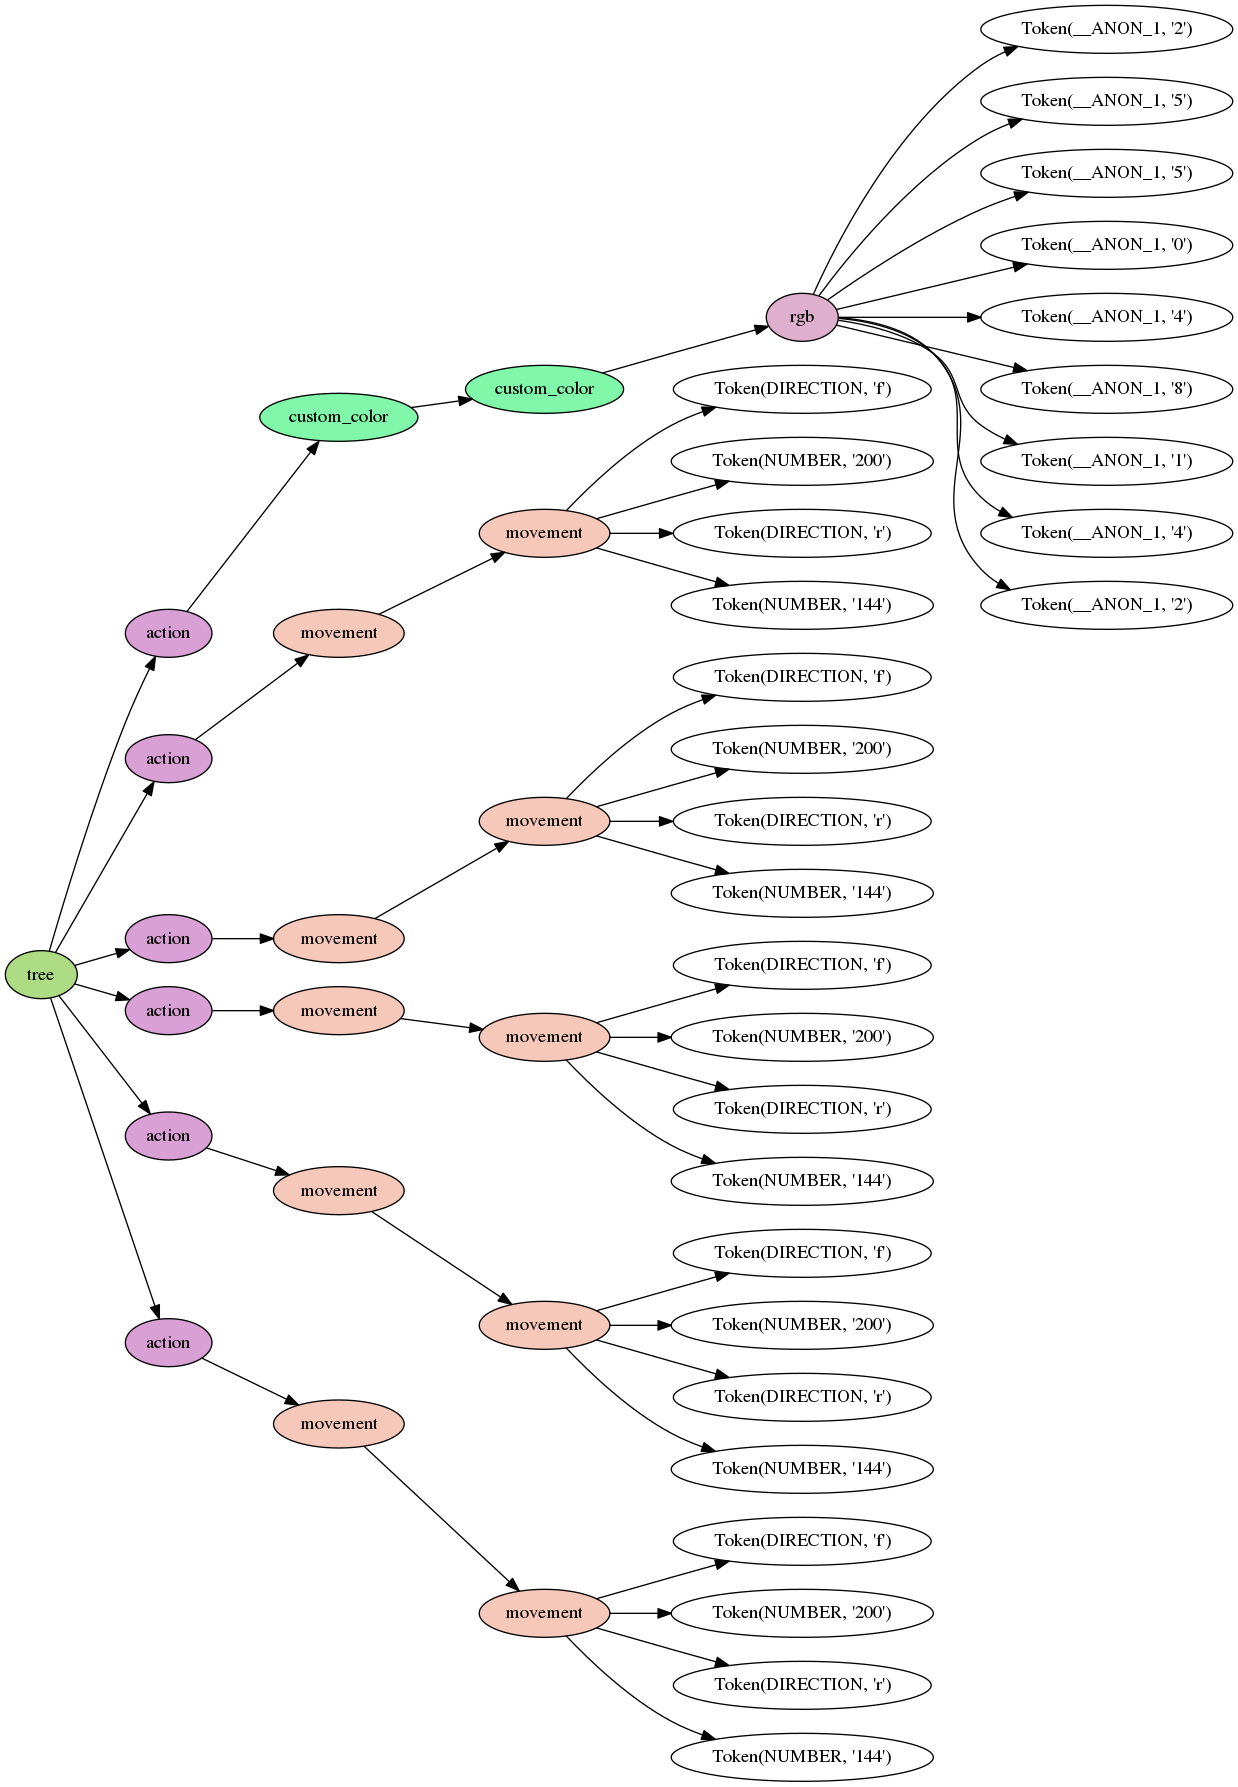 Token(__ANON_1, '2')
Token(__ANON_1, '5')
Token(__ANON_1, '5')
Token(__ANON_1, '0')
rgb
Token(__ANON_1, '4')
custom_color
custom_color
Token(DIRECTION, 'f')
Token(__ANON_1, '8')
Token(NUMBER, '200')
Token(__ANON_1, '1')
movement
Token(DIRECTION, 'r')
Token(__ANON_1, '4')
Token(NUMBER, '144')
Token(__ANON_1, '2')
action
movement
Token(DIRECTION, 'f')
action
Token(NUMBER, '200')
movement
Token(DIRECTION, 'r')
Token(NUMBER, '144')
action
movement
Token(DIRECTION, 'f')
tree
action
movement
movement
Token(NUMBER, '200')
Token(DIRECTION, 'r')
action
Token(NUMBER, '144')
movement
Token(DIRECTION, 'f')
movement
Token(NUMBER, '200')
action
Token(DIRECTION, 'r')
movement
Token(NUMBER, '144')
Token(DIRECTION, 'f')
movement
Token(NUMBER, '200')
Token(DIRECTION, 'r')
Token(NUMBER, '144')